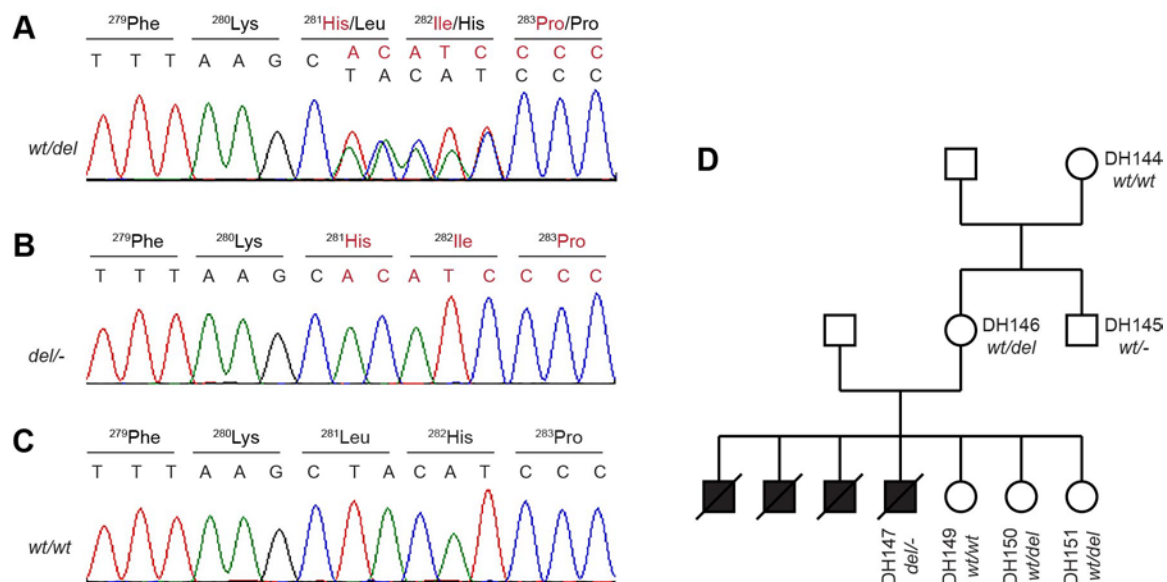 A
²⁷⁹Phe ²⁸⁰Lys ²⁸¹His/Leu ²⁸²Ile/His ²⁸³Pro/Pro
A C A T C C C C
T T T A A G C T A C A T C C C
wt/del
B
²⁷⁹Phe ²⁸⁰Lys ²⁸¹His ²⁸²Ile ²⁸³Pro
T T T A A G C A C A T C C C C
del/-
C
²⁷⁹Phe ²⁸⁰Lys ²⁸¹Leu ²⁸²His ²⁸³Pro
T T T A A G C T A C A T C C C
wt/wt
D
DH144
wt/wt
DH146
wt/del
DH145
wt/-
DH147
del/-
DH149
wt/wt
DH150
wt/del
DH151
wt/del